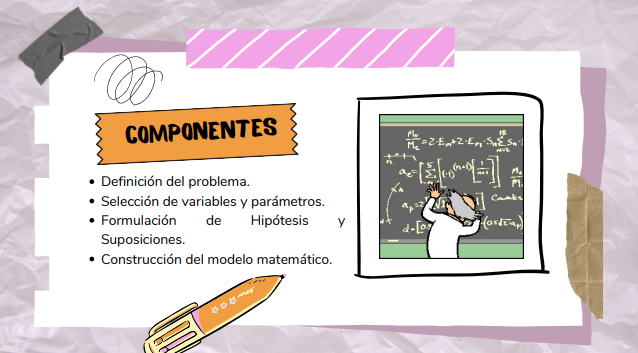 COMPONENTES
• Definición del problema.
• Selección de variables y parámetros.
• Formulación de Hipótesis y
Suposiciones.
• Construcción del modelo matemático.